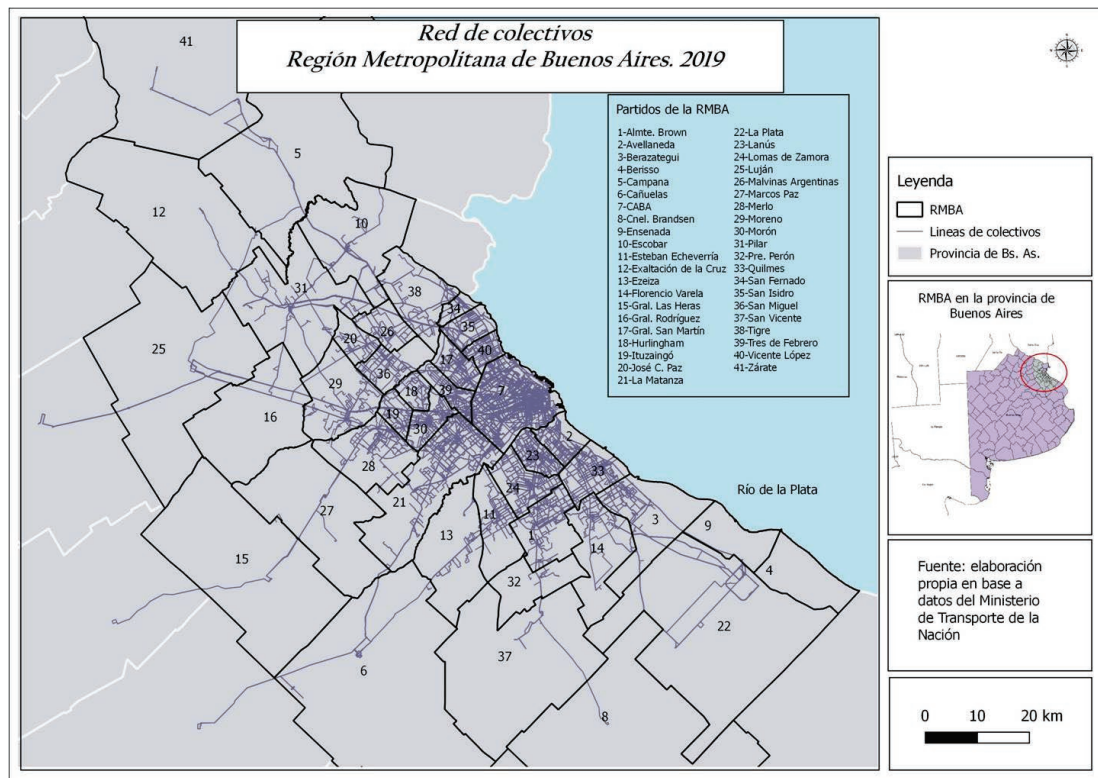 Red de colectivos
Región Metropolitana de Buenos Aires. 2019
Partidos de la RMBA
1-Almte. Brown
2-Avellaneda
3-Berazategui
4-Berisso
5-Campana
6-Cañuelas
7-CABA
8-Cnel. Brandsen
9-Ensenada
10-Escobar
11-Esteban Echeverría
12-Exaltación de la Cruz
13-Ezeiza
14-Florencio Varela
15-Gral. Las Heras
16-Gral. Rodríguez
17-Gral. San Martín
18-Hurlingham
19-Ituzaingó
20-José C. Paz
21-La Matanza
22-La Plata
23-Lanús
24-Lomas de Zamora
25-Luján
26-Malvinas Argentinas
27-Marcos Paz
28-Merlo
29-Moreno
30-Morón
31-Pilar
32-Pre. Perón
33-Quilmes
34-San Fernado
35-San Isidro
36-San Miguel
37-San Vicente
38-Tigre
39-Tres de Febrero
40-Vicente López
41-Zárate
Leyenda
RMBA
Lineas de colectivos
Provincia de Bs. As.
RMBA en la provincia de
Buenos Aires
Fuente: elaboración
propia en base a
datos del Ministerio
de Transporte de la
Nación
0 10 20 km
Río de la Plata
41
5
12
10
31
38
34
35
25
26
20
40
17
36
29
7
18
39
16
19
30
2
23
28
33
24
27
21
11
3
9
13
1
14
15
4
32
22
37
6
8